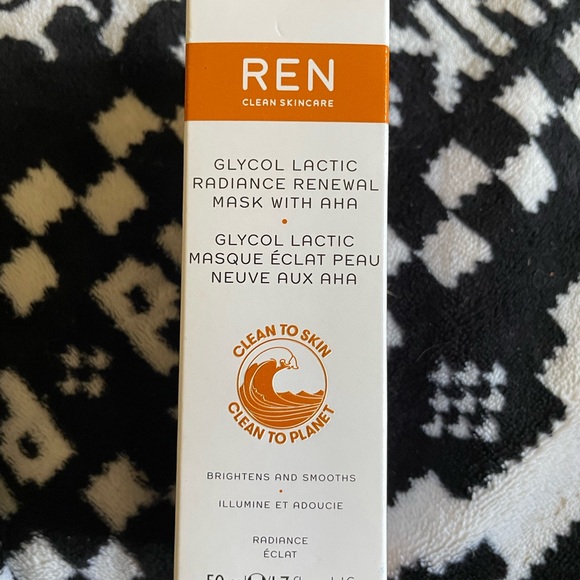 REN
CLEAN SKINCARE
GLYCOL LACTIC
RADIANCE RENEWAL
MASK WITH AHA
•
GLYCOL LACTIC
MASQUE ÉCLAT PEAU
NEUVE AUX AHA
CLEAN TO SKIN
CLEAN TO PLANET
BRIGHTENS AND SMOOTHS
•
ILLUMINE ET ADOUCIE
RADIANCE
ÉCLAT